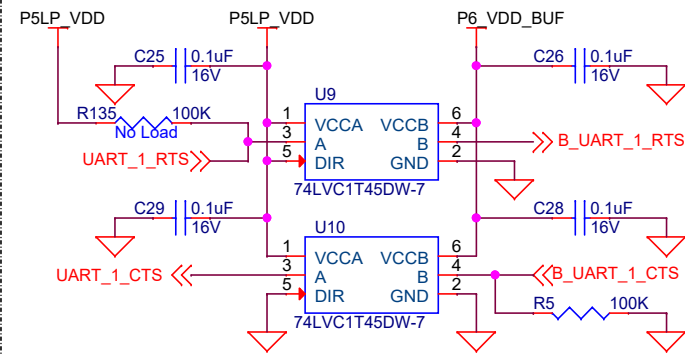 P5LP_VDD P5LP_VDD P6_VDD_BUF
C25 0.1uF 16V C26 0.1uF 16V
U9
R135 100K
No Load
1 VCCA VCCB 6
3 A B 4
5 DIR GND 2
UART_1_RTS B_UART_1_RTS
74LVC1T45DW-7
C29 0.1uF 16V C28 0.1uF 16V
U10
1 VCCA VCCB 6
3 A B 4
5 DIR GND 2
UART_1_CTS B_UART_1_CTS
R5 100K
74LVC1T45DW-7